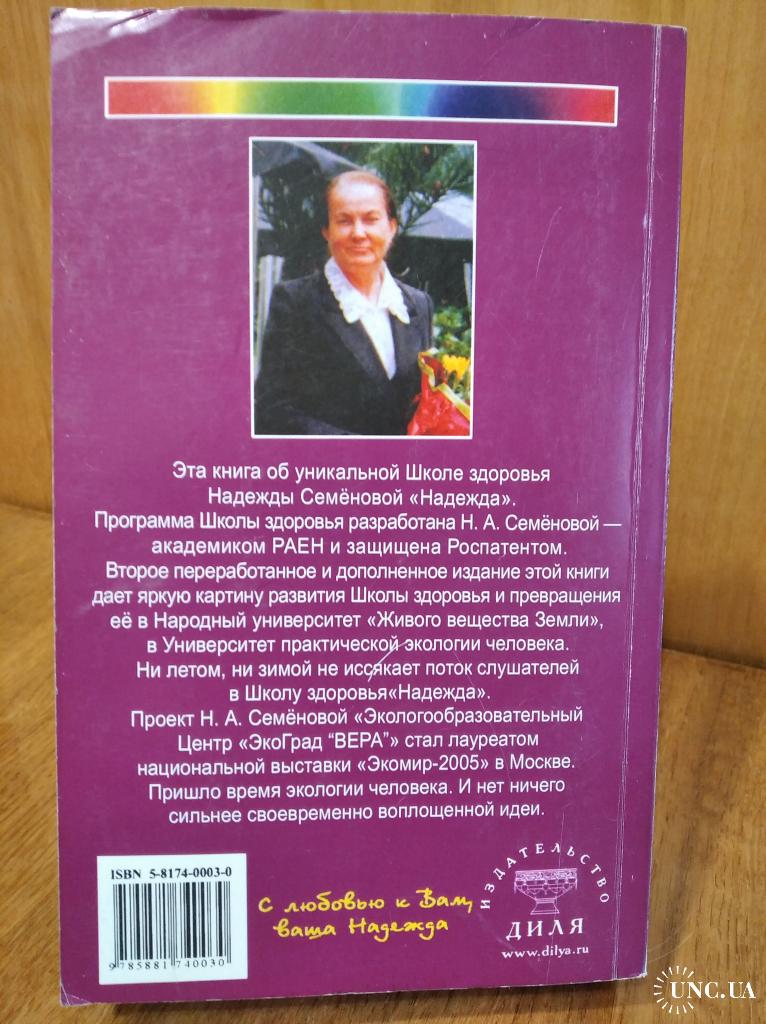 Эта книга об уникальной Школе здоровья
Надежды Семёновой «Надежда».
Программа Школы здоровья разработана Н. А. Семёновой —
академиком РАЕН и защищена Роспатентом.
Второе переработанное и дополненное издание этой книги
дает яркую картину развития Школы здоровья и превращения
её в Народный университет «Живого вещества Земли»,
в Университет практической экологии человека.
Ни летом, ни зимой не иссякает поток слушателей
в Школу здоровья«Надежда».
Проект Н. А. Семёновой «Экологообразовательный
Центр «ЭкоГрад “ВЕРА”» стал лауреатом
национальной выставки «Экомир-2005» в Москве.
Пришло время экологии человека. И нет ничего
сильнее своевременно воплощенной идеи.
ISBN 5-8174-0003-0
9 785881 740030
С любовью к Вам,
ваша Надежда
ИЗДАТЕЛЬСТВО
ДИЛЯ
www.dilya.ru
UNC.UA